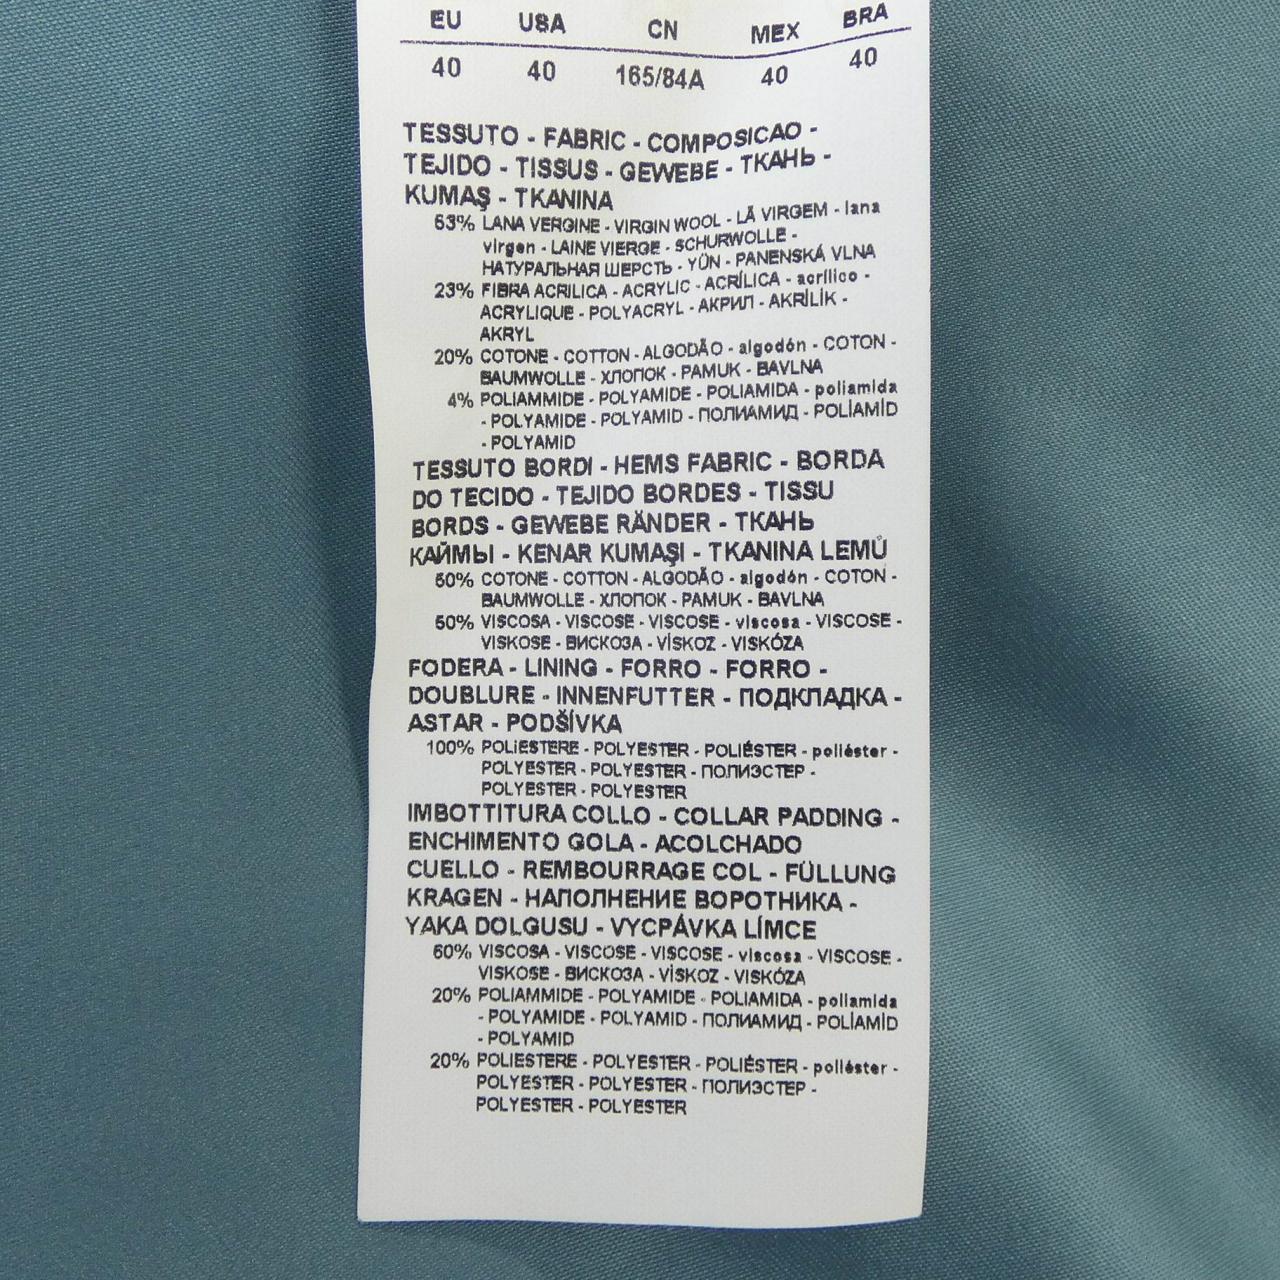 EU USA CN MEX BRA
40 40 165/84A 40 40
TESSUTO - FABRIC - COMPOSICAO -
TEJIDO - TISSUS - GEWEBE - ТКАНЬ -
KUMAŞ - TKANINA
53% LANA VERGINE - VIRGIN WOOL - LÃ VIRGEM - lana
virgen - LAINE VIERGE - SCHURWOLLE -
НАТУРАЛЬНАЯ ШЕРСТЬ - YÜN - PANENSKÁ VLNA
23% FIBRA ACRILICA - ACRYLIC - ACRÍLICA - acrílico -
ACRYLIQUE - POLYACRYL - АКРИЛ - AKRİLİK -
AKRYL
20% COTONE - COTTON - ALGODÃO - algodón - COTON -
BAUMWOLLE - ХЛОПОК - PAMUK - BAVLNA
4% POLIAMMIDE - POLYAMIDE - POLIAMIDA - poliamida
- POLYAMIDE - POLYAMID - ПОЛИАМИД - POLİAMİD
- POLYAMID
TESSUTO BORDI - HEMS FABRIC - BORDA
DO TECIDO - TEJIDO BORDES - TISSU
BORDS - GEWEBE RÄNDER - ТКАНЬ
КАЙМЫ - KENAR KUMAŞI - TKANINA LEMŮ
50% COTONE - COTTON - ALGODÃO - algodón - COTON -
BAUMWOLLE - ХЛОПОК - PAMUK - BAVLNA
50% VISCOSA - VISCOSE - VISCOSE - viscosa - VISCOSE -
VISKOSE - ВИСКОЗА - VİSKOZ - VISKÓZA
FODERA - LINING - FORRO - FORRO -
DOUBLURE - INNENFUTTER - ПОДКЛАДКА -
ASTAR - PODŠÍVKA
100% POLIESTERE - POLYESTER - POLIÉSTER - poliéster -
POLYESTER - POLYESTER - ПОЛИЭСТЕР -
POLYESTER - POLYESTER
IMBOTTITURA COLLO - COLLAR PADDING -
ENCHIMENTO GOLA - ACOLCHADO
CUELLO - REMBOURRAGE COL - FÜLLUNG
KRAGEN - НАПОЛНЕНИЕ ВОРОТНИКА -
YAKA DOLGUSU - VYCPÁVKA LÍMCE
60% VISCOSA - VISCOSE - VISCOSE - viscosa - VISCOSE -
VISKOSE - ВИСКОЗА - VİSKOZ - VISKÓZA
20% POLIAMMIDE - POLYAMIDE - POLIAMIDA - poliamida
- POLYAMIDE - POLYAMID - ПОЛИАМИД - POLİAMİD
- POLYAMID
20% POLIESTERE - POLYESTER - POLIÉSTER - poliéster -
POLYESTER - POLYESTER - ПОЛИЭСТЕР -
POLYESTER - POLYESTER